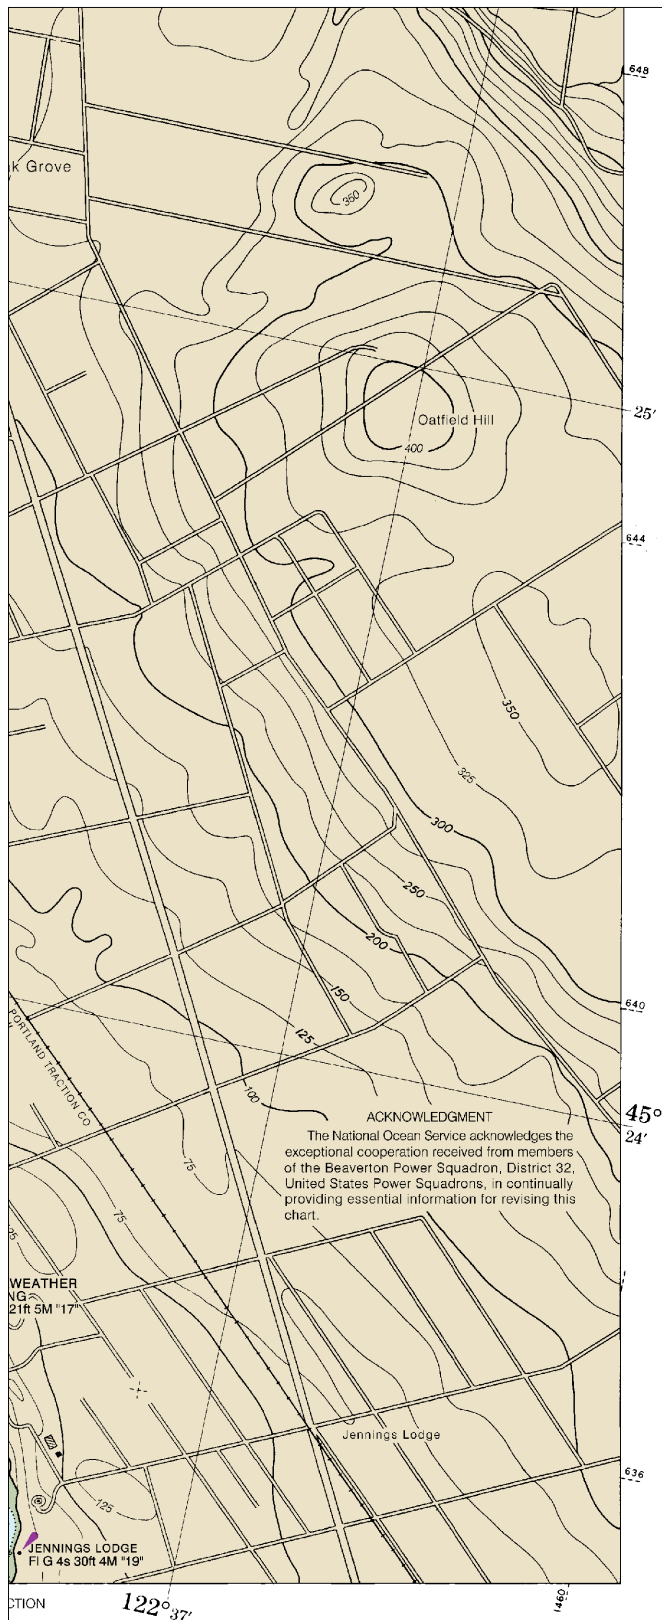 648
k Grove
350
25′
Oatfield Hill
400
644
350
325
300
250
200
150
640
PORTLAND TRACTION CO
125
100
45°
24′
ACKNOWLEDGMENT
The National Ocean Service acknowledges the
exceptional cooperation received from members
of the Beaverton Power Squadron, District 32,
United States Power Squadrons, in continually
providing essential information for revising this
chart.
75
75
25
WEATHER
NG
21ft 5M "17"
Jennings Lodge
636
125
JENNINGS LODGE
Fl G 4s 30ft 4M "19"
CTION
122° 37′
1460